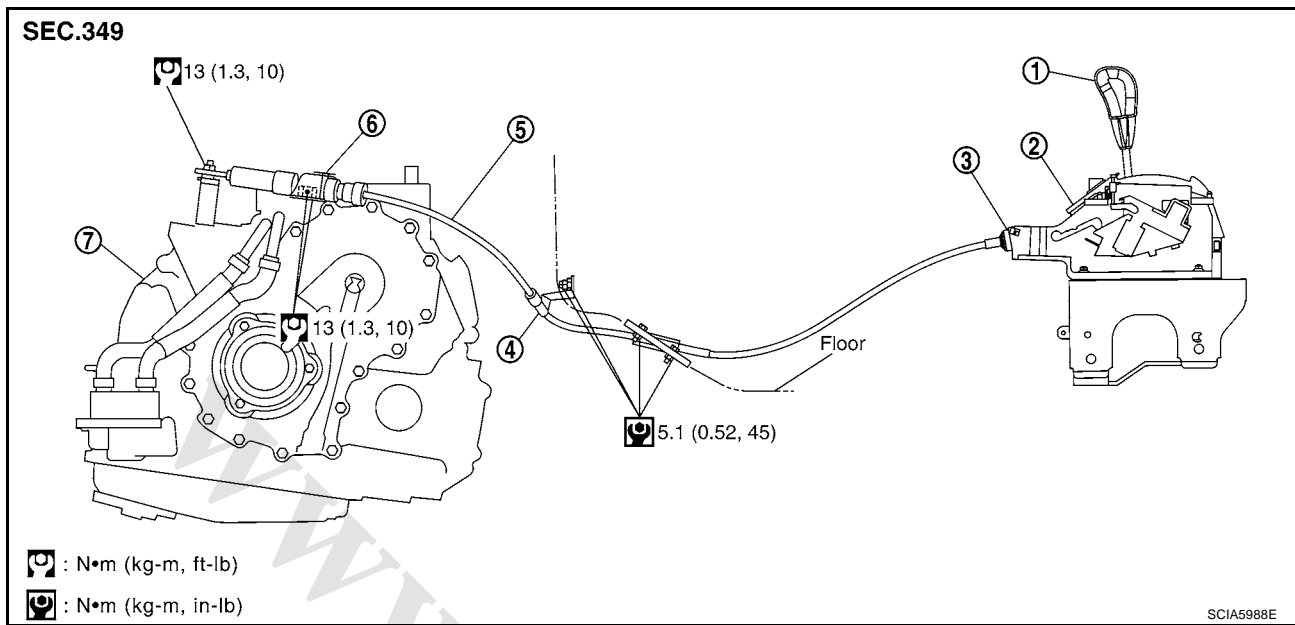 SEC.349
13 (1.3, 10)
1
6
5
2
3
7
13 (1.3, 10)
4
Floor
5.1 (0.52, 45)
: N•m (kg-m, ft-lb)
: N•m (kg-m, in-lb)
SCIA5988E
WW